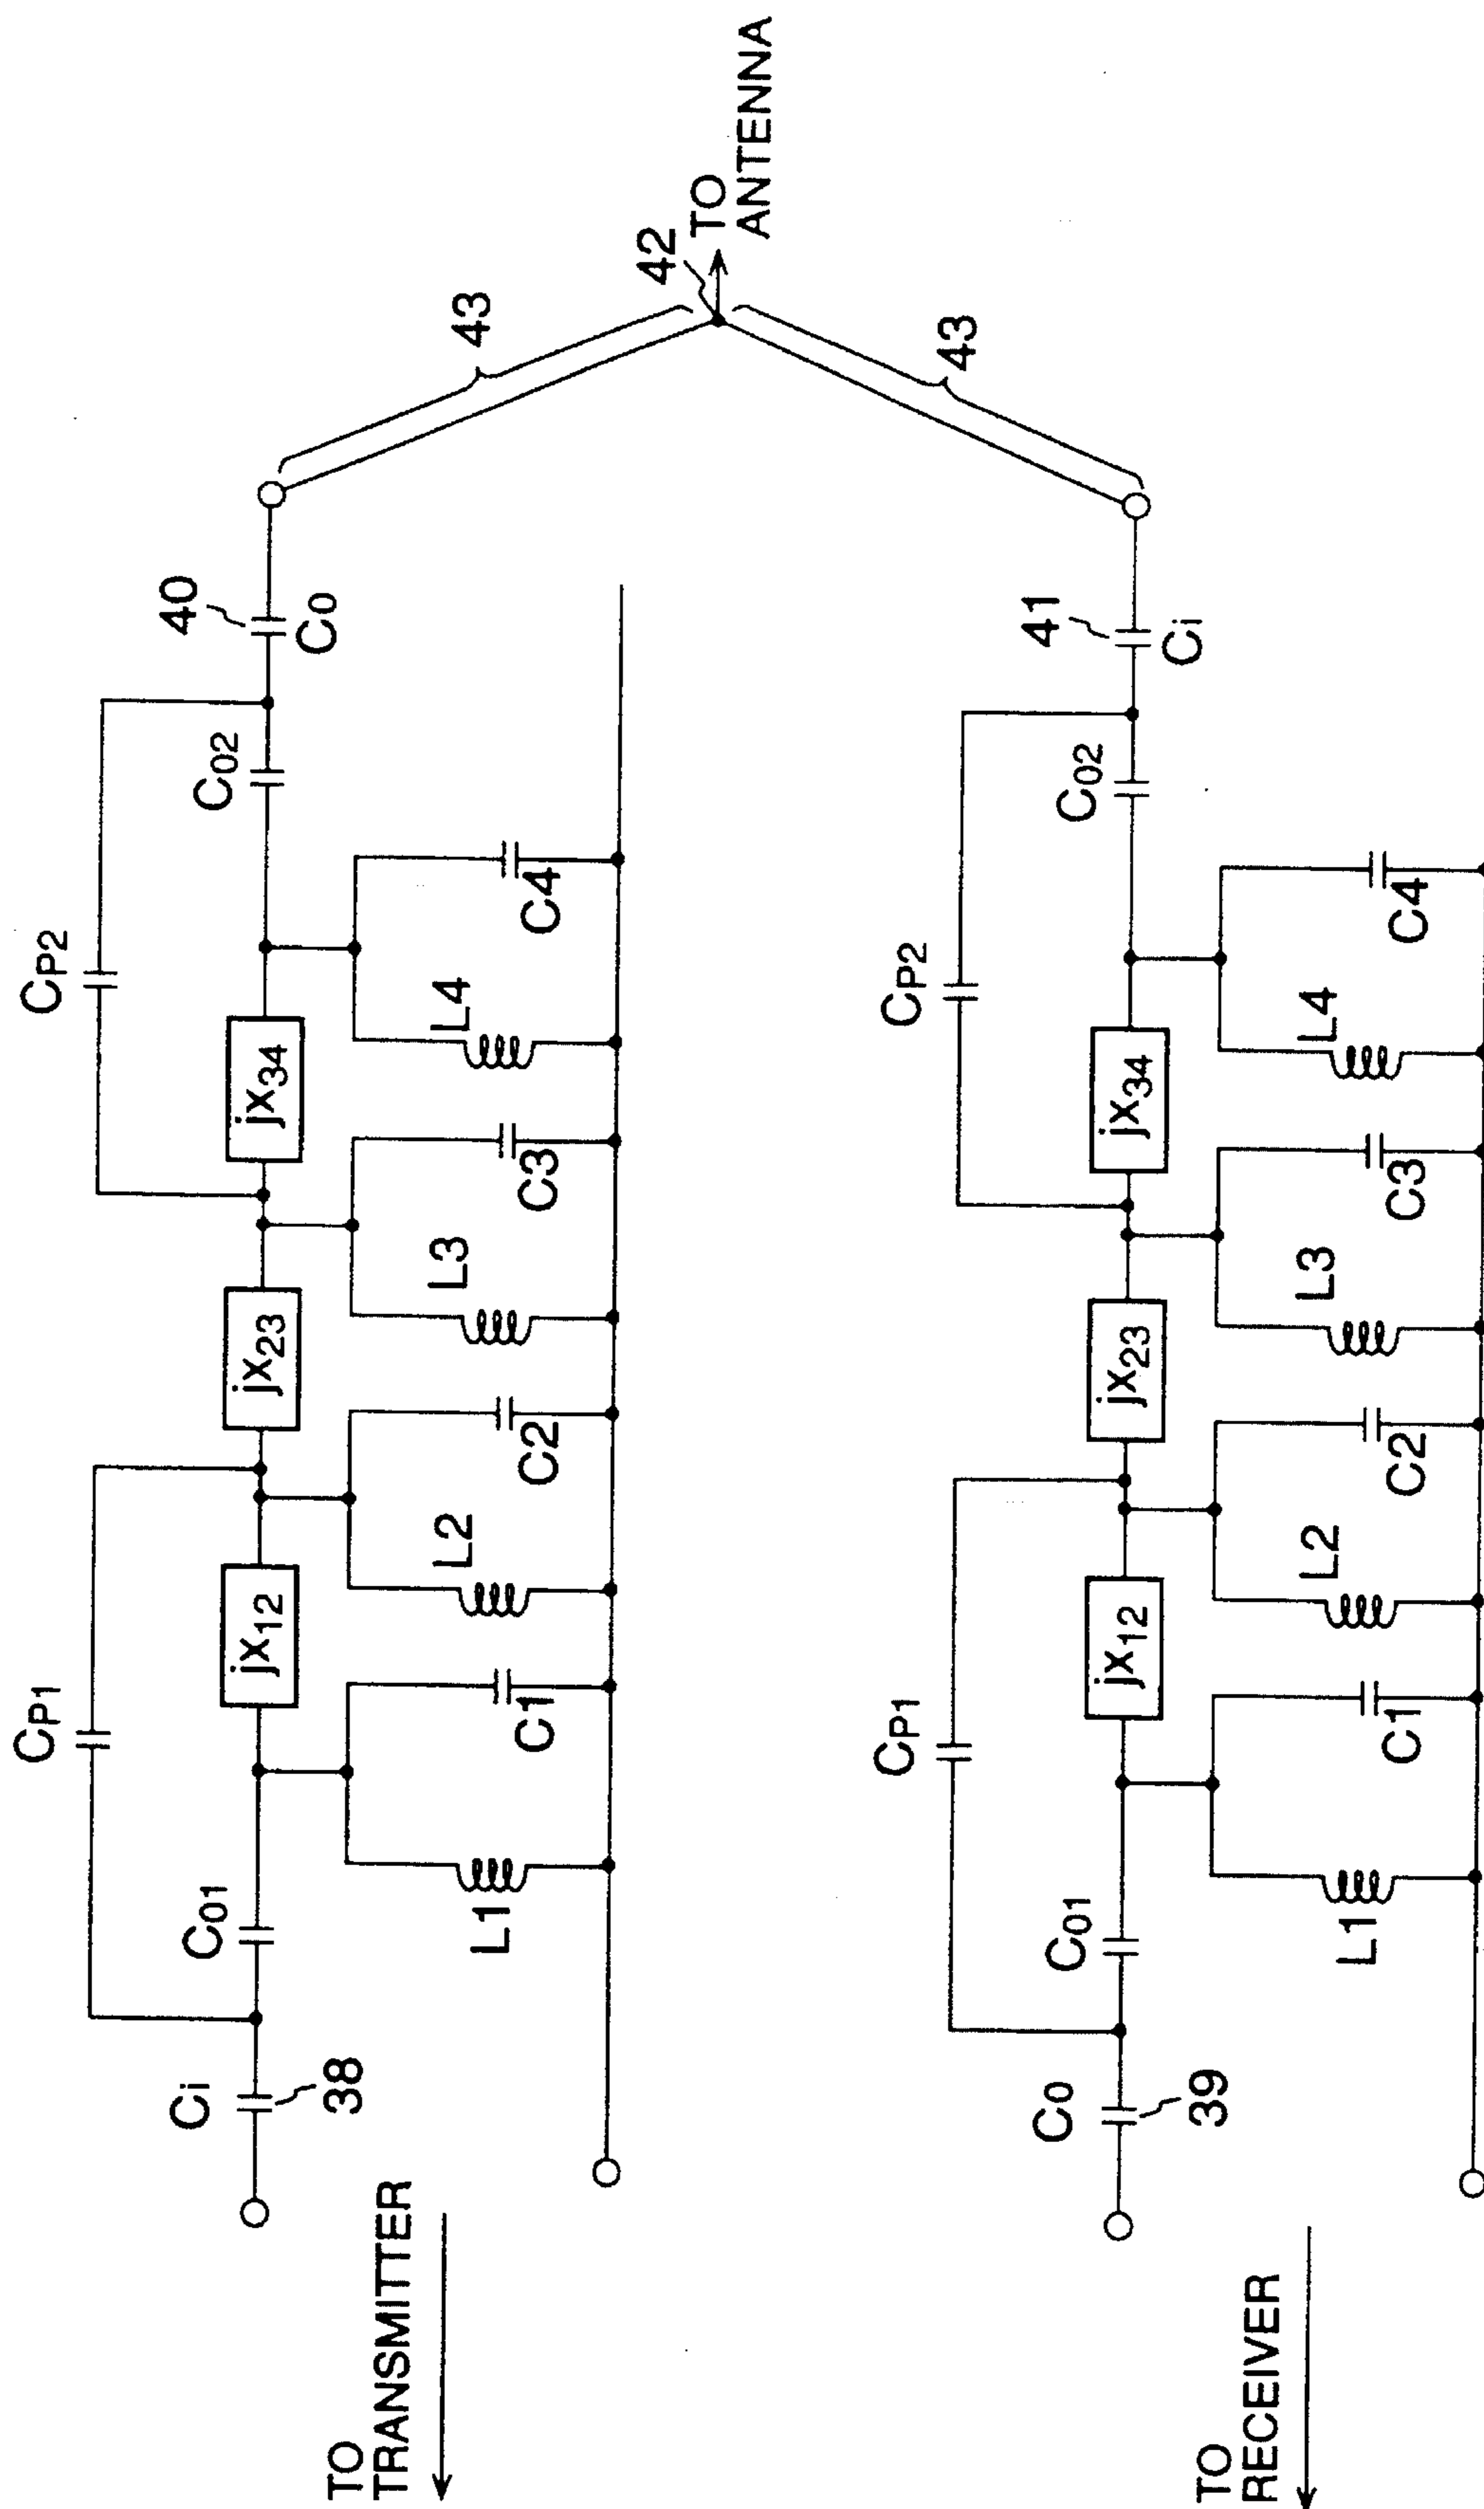 CP1
CP2
Ci
C01
jx12
jx23
jx34
C02
40
C0
38
L1
C1
L2
C2
L3
C3
L4
C4
43
42
TO
ANTENNA
TO
TRANSMITTER
43
CP1
CP2
C0
C01
jx12
jx23
jx34
C02
41
Ci
39
L1
C1
L2
C2
L3
C3
L4
C4
TO
RECEIVER